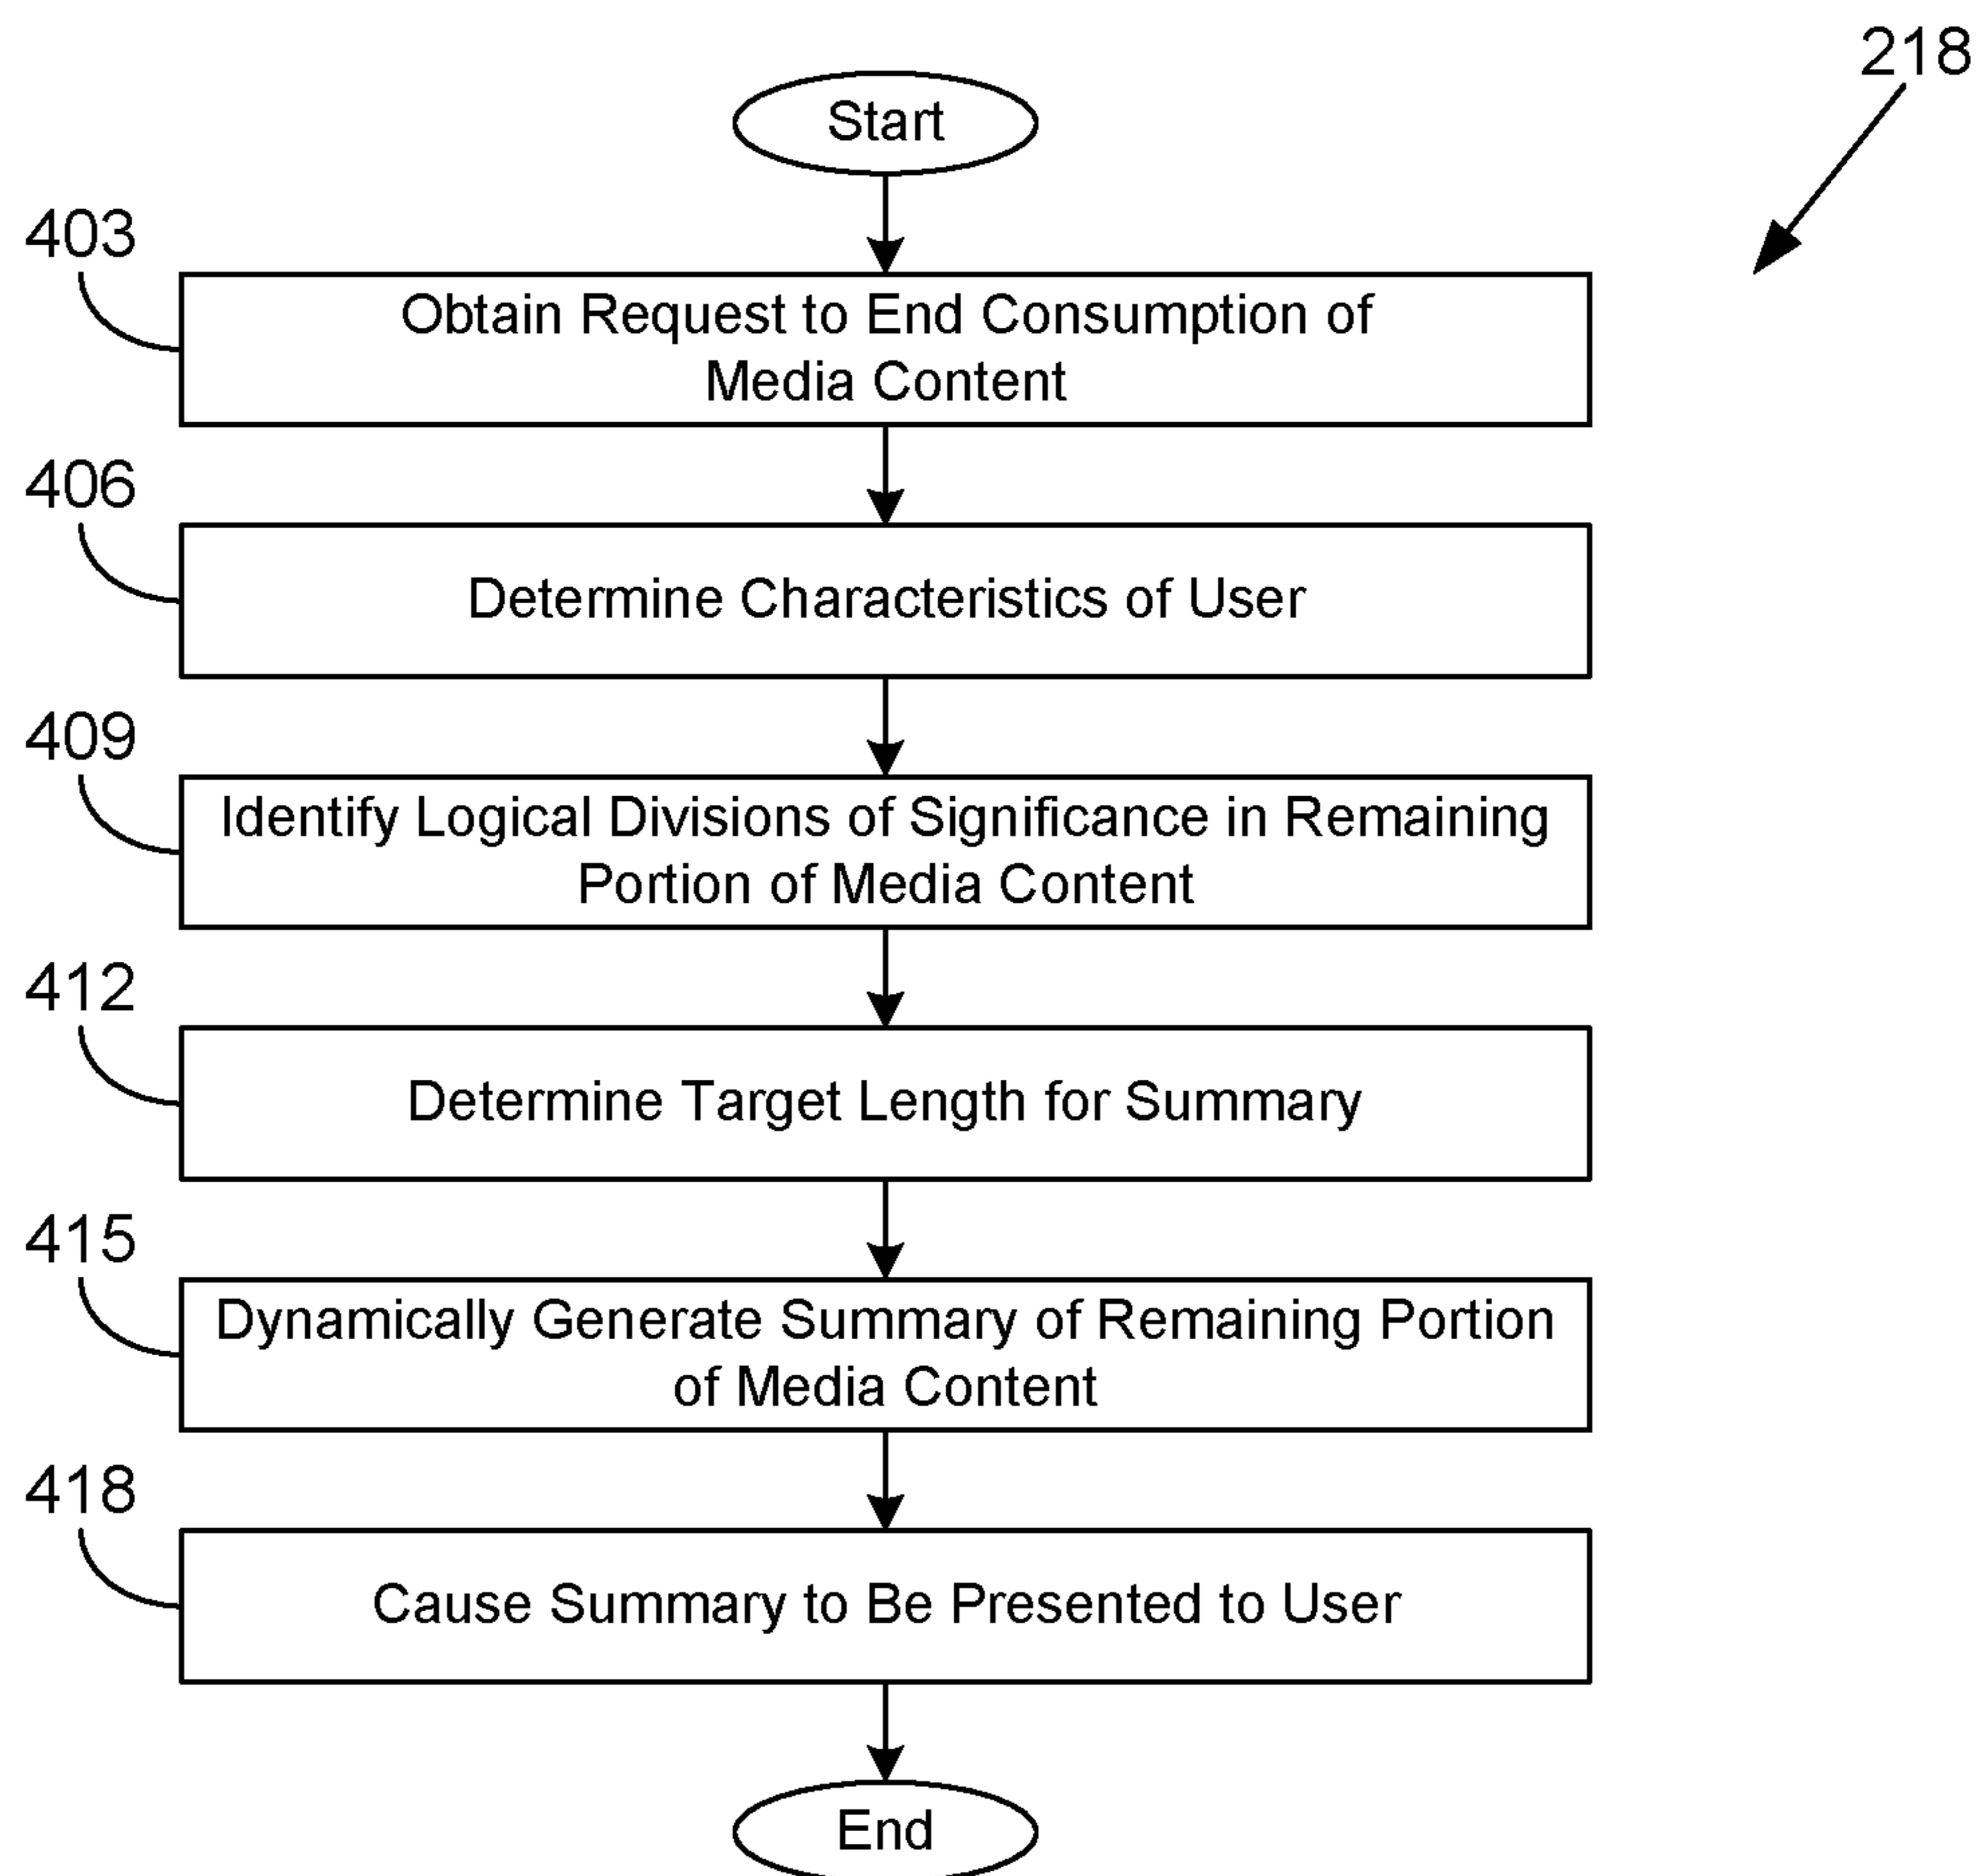 218
Start
403
Obtain Request to End Consumption of
Media Content
406
Determine Characteristics of User
409
Identify Logical Divisions of Significance in Remaining
Portion of Media Content
412
Determine Target Length for Summary
415
Dynamically Generate Summary of Remaining Portion
of Media Content
418
Cause Summary to Be Presented to User
End